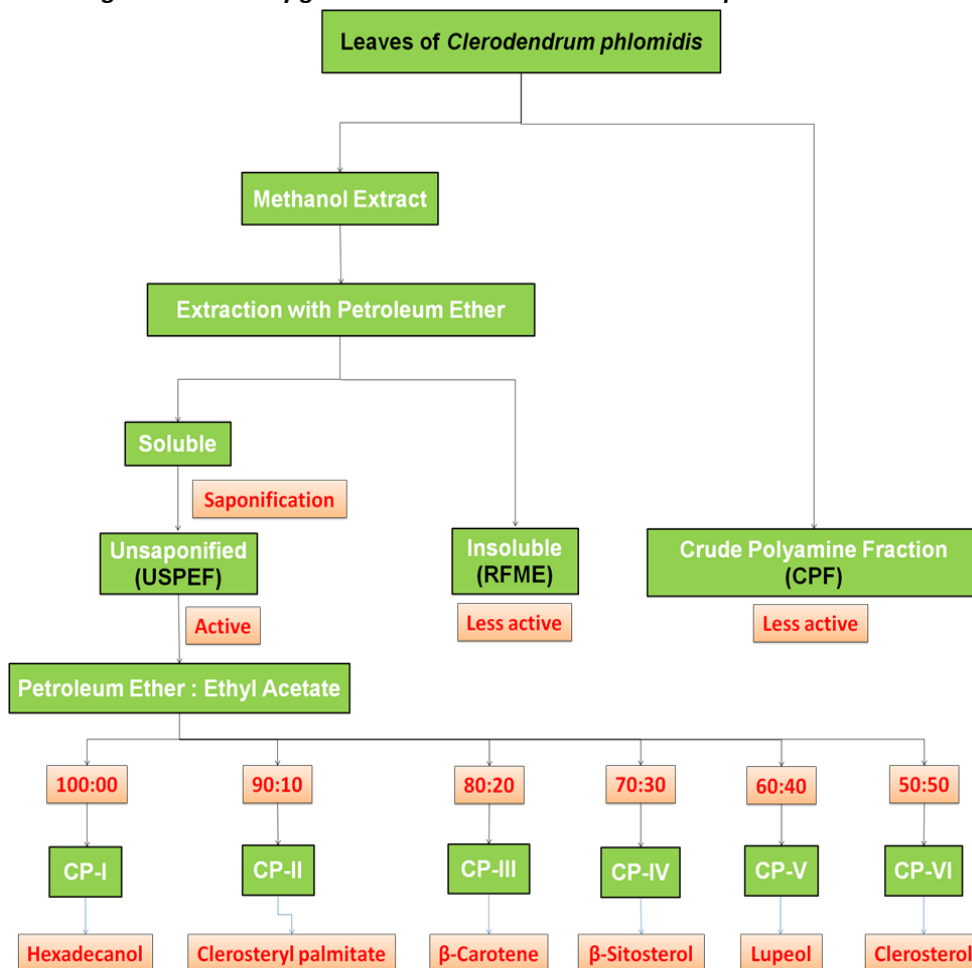 Leaves of Clerodendrum phlomidis
Methanol Extract
Extraction with Petroleum Ether
Soluble
Saponification
Unsaponified
(USPEF)
Insoluble
(RFME)
Crude Polyamine Fraction
(CPF)
Active
Less active
Less active
Petroleum Ether : Ethyl Acetate
100:00
90:10
80:20
70:30
60:40
50:50
CP-I
CP-II
CP-III
CP-IV
CP-V
CP-VI
Hexadecanol
Clerosteryl palmitate
β-Carotene
β-Sitosterol
Lupeol
Clerosterol